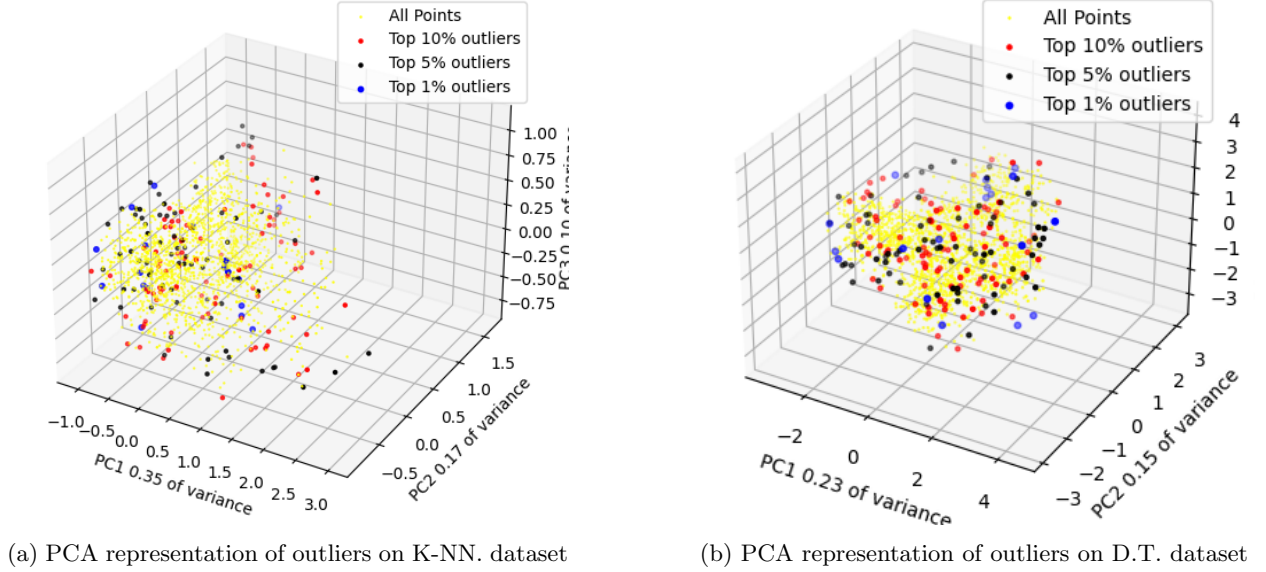 All Points
Top 10% outliers
Top 5% outliers
Top 1% outliers
1.00
0.75
0.50
0.25
0.00
−0.25
−0.50
−0.75
PC3 0.10 of variance
1.5
1.0
0.5
0.0
−0.5
PC2 0.17 of variance
−1.0
−0.5
0.0
0.5
1.0
1.5
2.0
2.5
3.0
PC1 0.35 of variance
(a) PCA representation of outliers on K-NN. dataset
All Points
Top 10% outliers
Top 5% outliers
Top 1% outliers
4
3
2
1
0
−1
−2
−3
3
2
1
0
−1
−2
−3
PC2 0.15 of variance
−2
0
2
4
PC1 0.23 of variance
(b) PCA representation of outliers on D.T. dataset